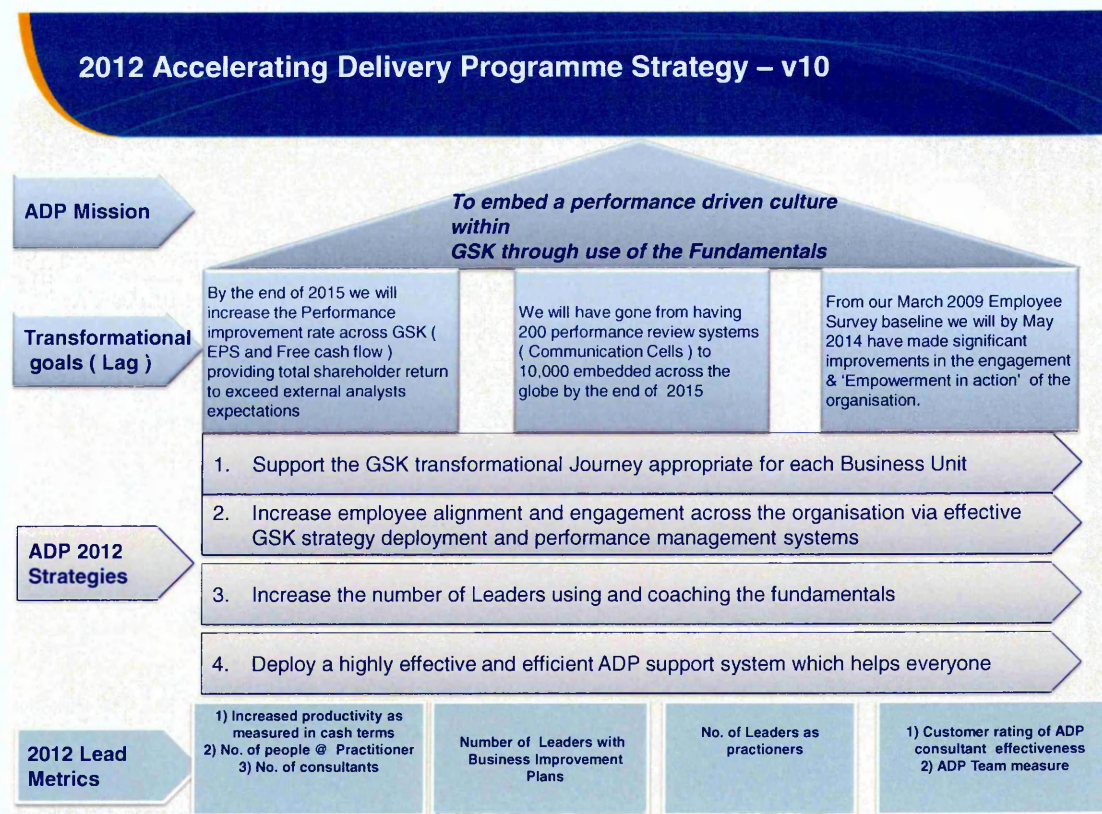 2012 Accelerating Delivery Programme Strategy – v10
ADP Mission
To embed a performance driven culture
within
GSK through use of the Fundamentals
Transformational
goals ( Lag )
By the end of 2015 we will
increase the Performance
improvement rate across GSK (
EPS and Free cash flow )
providing total shareholder return
to exceed external analysts
expectations
We will have gone from having
200 performance review systems
( Communication Cells ) to
10,000 embedded across the
globe by the end of 2015
From our March 2009 Employee
Survey baseline we will by May
2014 have made significant
improvements in the engagement
& 'Empowerment in action' of the
organisation.
ADP 2012
Strategies
1. Support the GSK transformational Journey appropriate for each Business Unit
2. Increase employee alignment and engagement across the organisation via effective
GSK strategy deployment and performance management systems
3. Increase the number of Leaders using and coaching the fundamentals
4. Deploy a highly effective and efficient ADP support system which helps everyone
2012 Lead
Metrics
1) Increased productivity as
measured in cash terms
2) No. of people @ Practitioner
3) No. of consultants
Number of Leaders with
Business Improvement
Plans
No. of Leaders as
practioners
1) Customer rating of ADP
consultant effectiveness
2) ADP Team measure